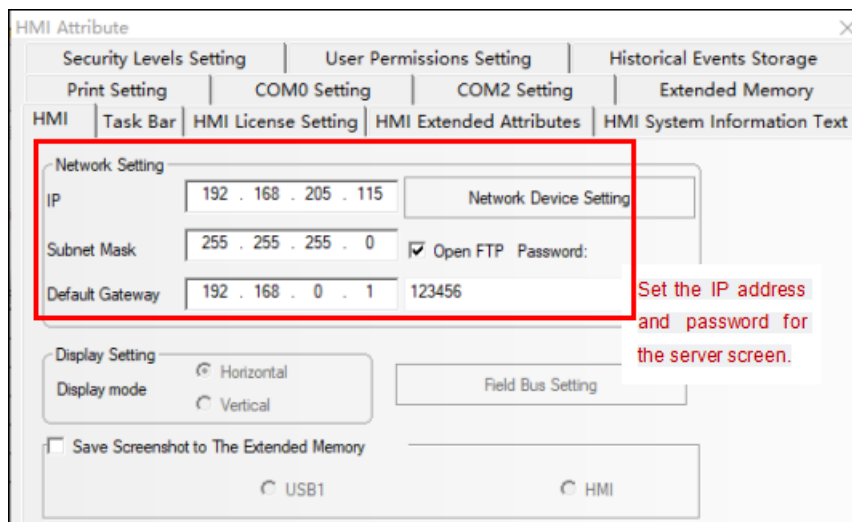 HMI Attribute
Security Levels Setting User Permissions Setting Historical Events Storage
Print Setting COM0 Setting COM2 Setting Extended Memory
HMI Task Bar HMI License Setting HMI Extended Attributes HMI System Information Text
Network Setting
IP 192 . 168 . 205 . 115 Network Device Setting
Subnet Mask 255 . 255 . 255 . 0 Open FTP Password:
Default Gateway 192 . 168 . 0 . 1 123456
Set the IP address
and password for
the server screen.
Display Setting
Display mode
Horizontal
Vertical
Field Bus Setting
Save Screenshot to The Extended Memory
USB1 HMI